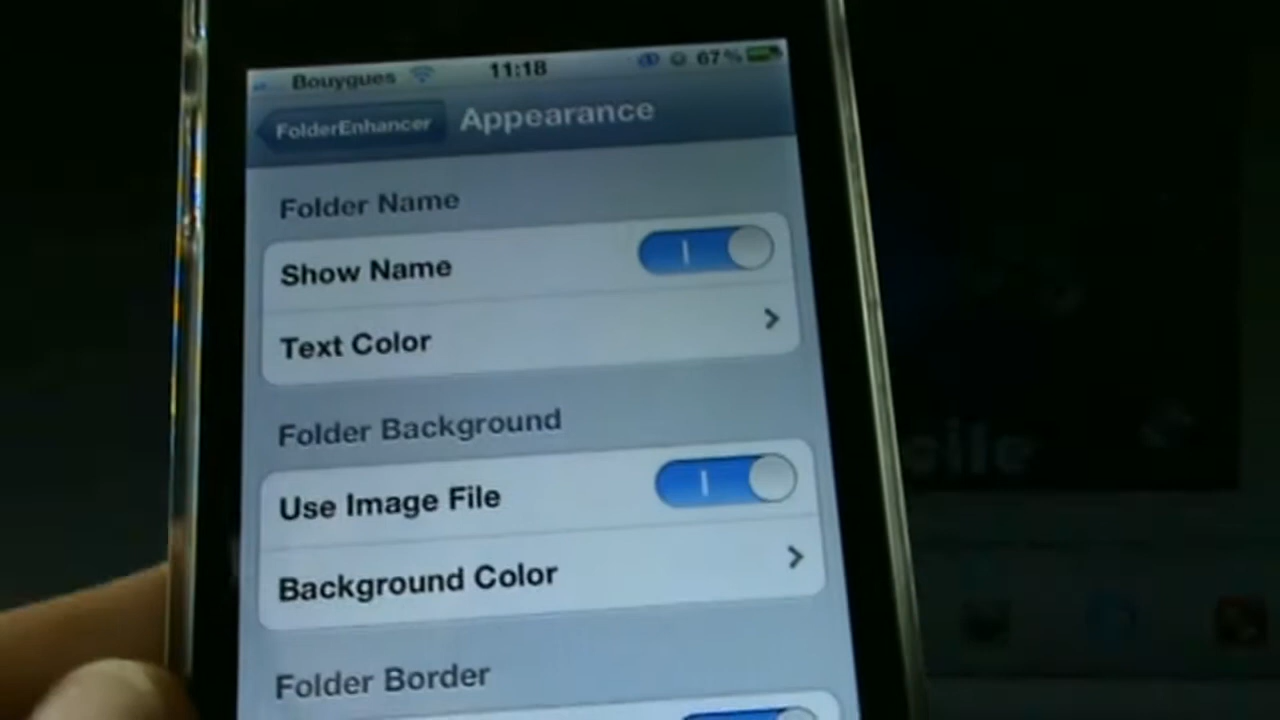 Bouygues 11:18 67%
FolderEnhancer Appearance
Folder Name
Show Name
Text Color
Folder Background
Use Image File
Background Color
Folder Border